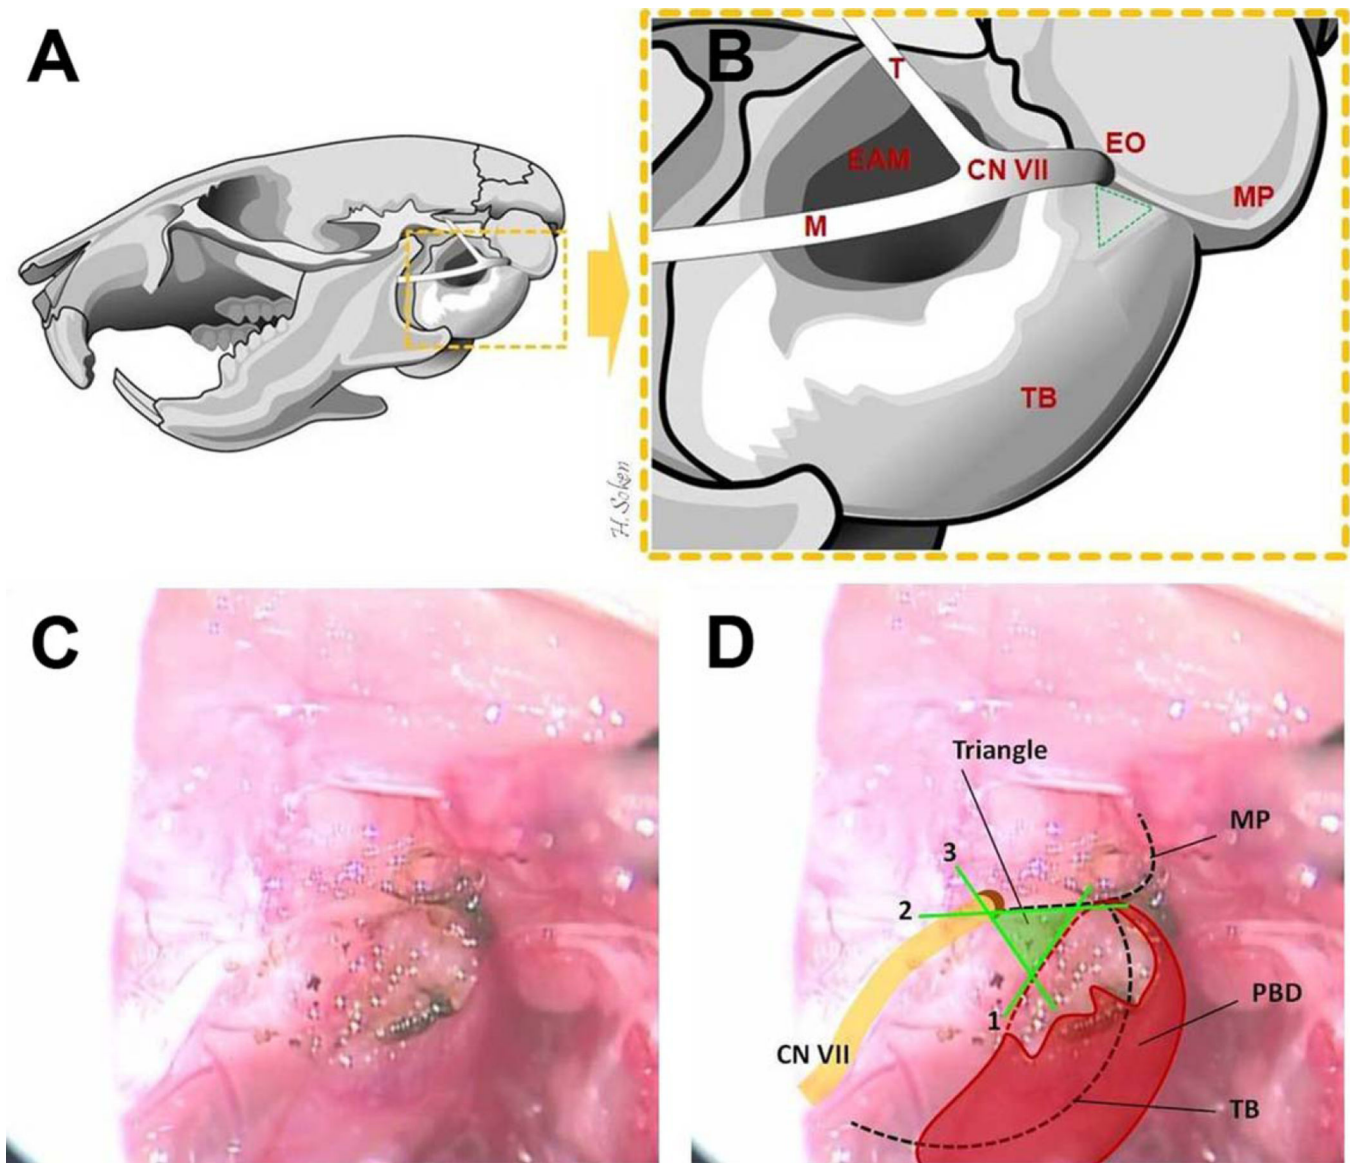 A
B
T
EAM
CN VII
EO
MP
M
TB
H. Soken
C
D
Triangle
MP
3
2
1
PBD
CN VII
TB